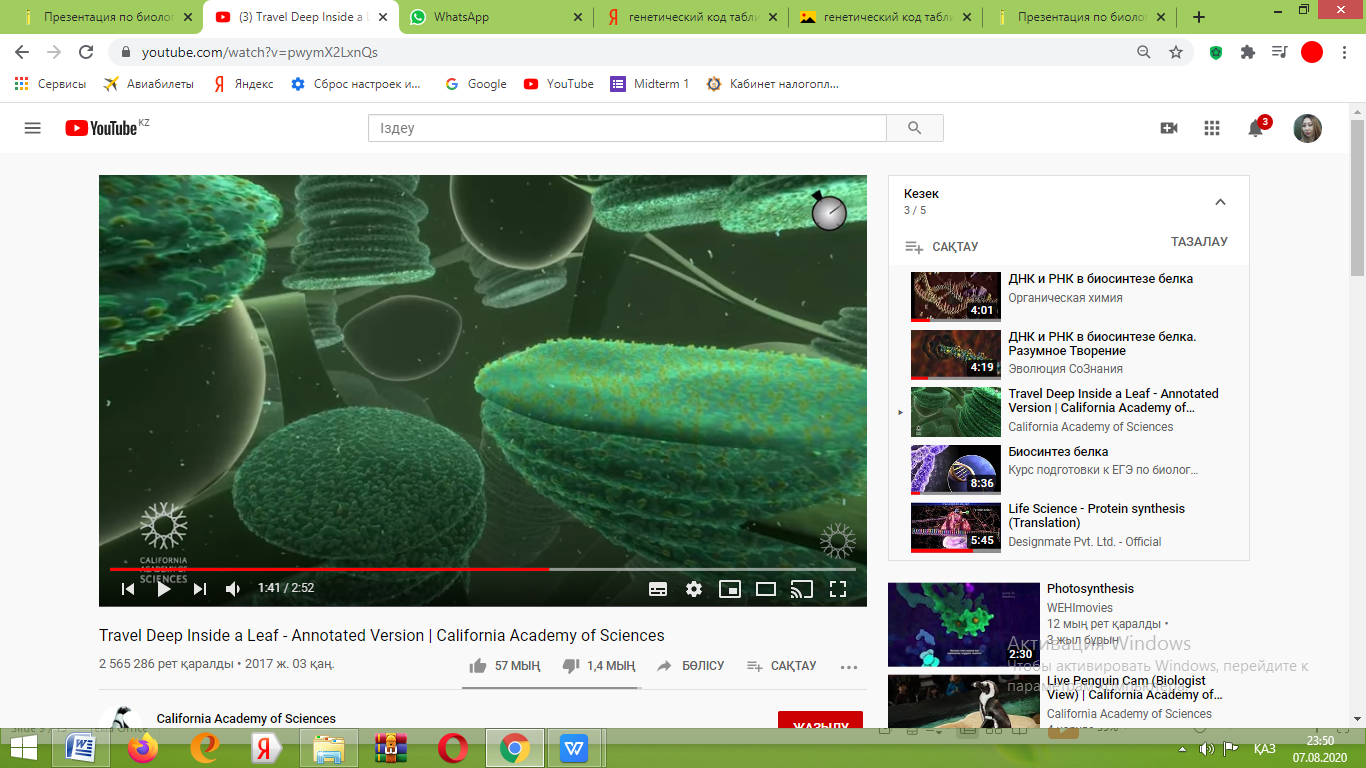 Презентация по биолог
(3) Travel Deep Inside a L
WhatsApp
генетический код табли
генетический код табли
Презентация по биолог
youtube.com/watch?v=pwymX2LxnQs
Сервисы
Авиабилеты
Яндекс
Сброс настроек и...
Google
YouTube
Midterm 1
Кабинет налогопл...
YouTube KZ
Іздеу
3
Кезек
3 / 5
САҚТАУ
ТАЗАЛАУ
ДНК и РНК в биосинтезе белка
Органическая химия
4:01
ДНК и РНК в биосинтезе белка.
Разумное Творение
Эволюция СоЗнания
4:19
Travel Deep Inside a Leaf - Annotated
Version | California Academy of...
California Academy of Sciences
Биосинтез белка
Курс подготовки к ЕГЭ по биолог...
8:36
Life Science - Protein synthesis
(Translation)
Designmate Pvt. Ltd. - Official
5:45
CALIFORNIA
ACADEMY OF
SCIENCES
1:41 / 2:52
Travel Deep Inside a Leaf - Annotated Version | California Academy of Sciences
2 565 286 рет қаралды • 2017 ж. 03 қаң.
57 МЫҢ
1,4 МЫҢ
БӨЛІСУ
САҚТАУ
California Academy of Sciences
ЖАЗЫЛУ
Photosynthesis
WEHImovies
12 мың рет қаралды •
3 жыл бұрын
2:30
Активация Windows
Чтобы активировать Windows, перейдите к
параметрам компьютера.
Live Penguin Cam (Biologist
View) | California Academy of...
California Academy of Sciences
ҚАЗ
23:50
07.08.2020